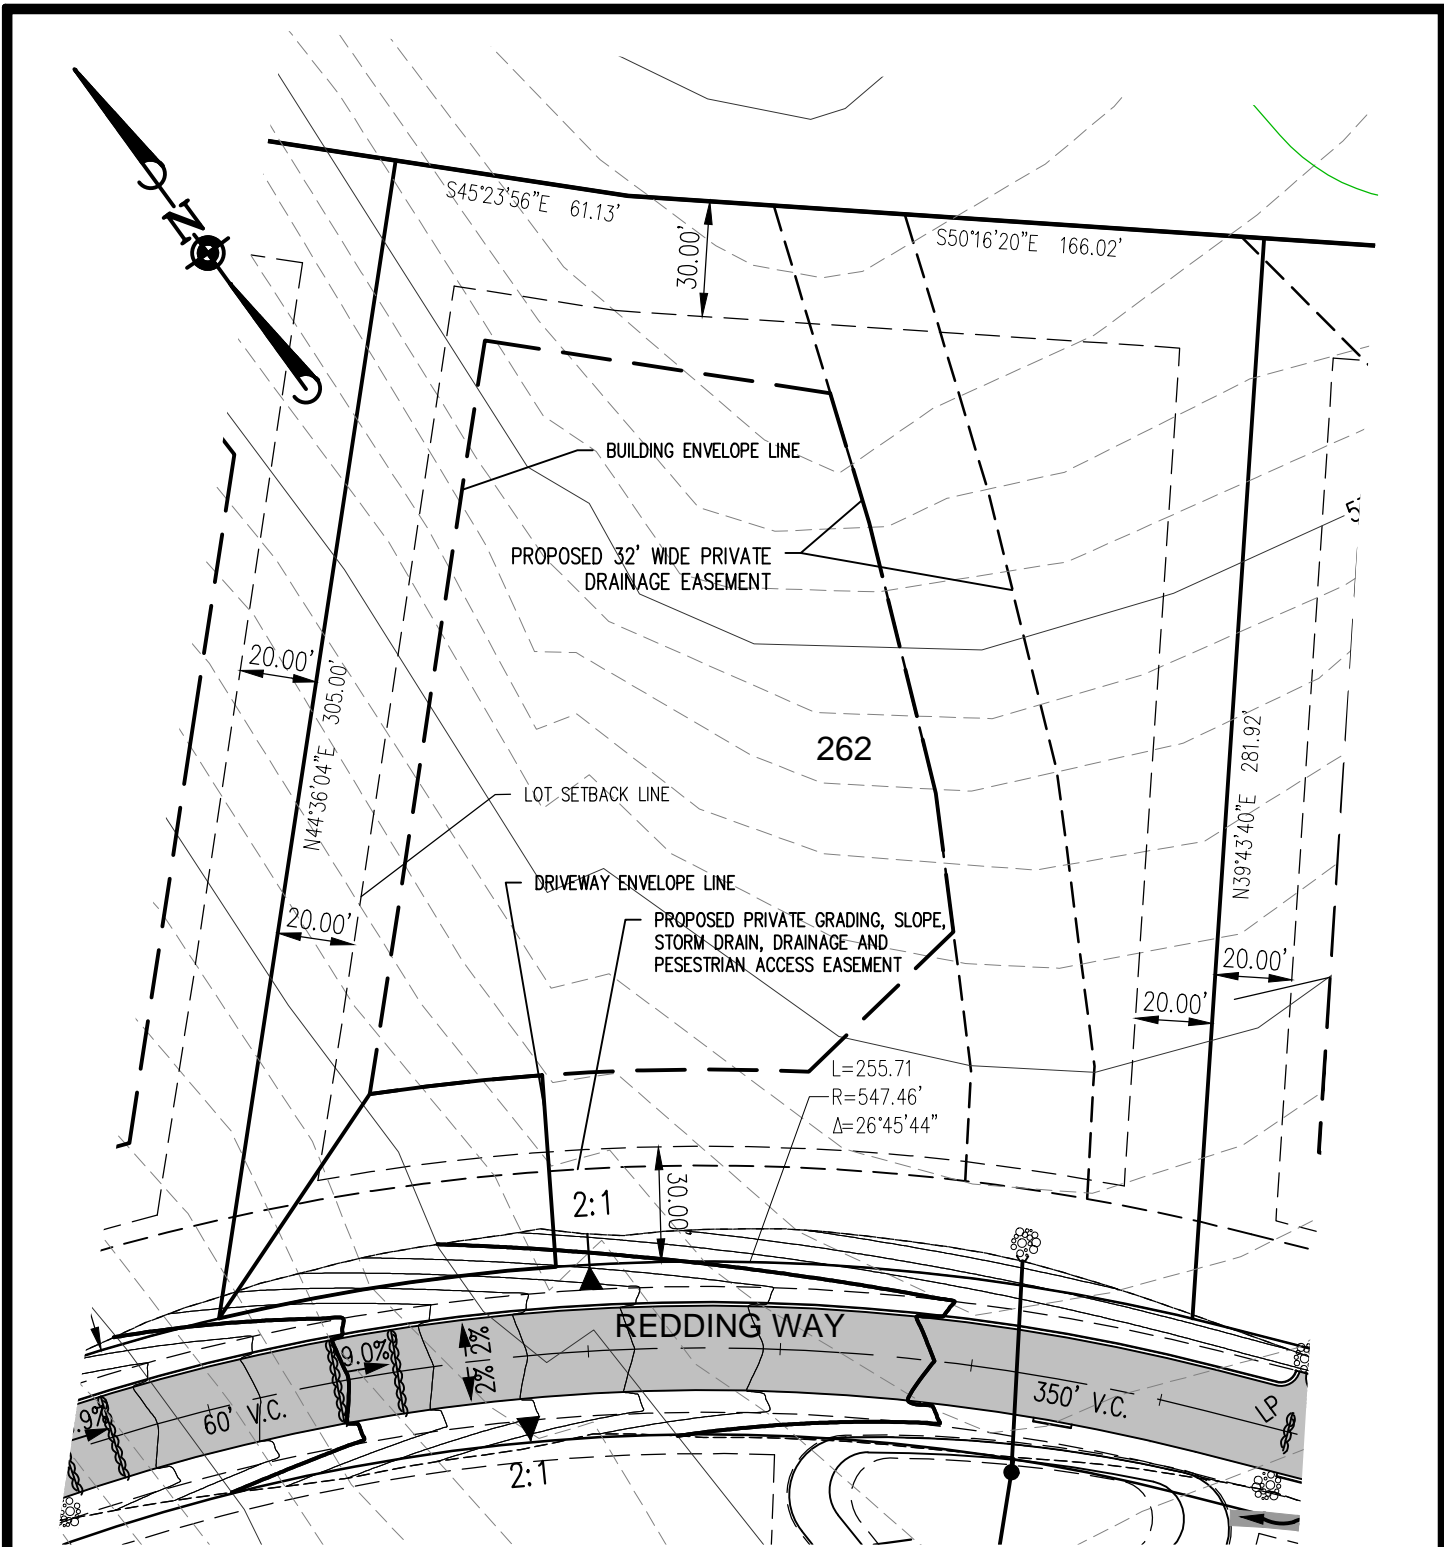 N
S45°23'56"E 61.13'
30.00'
S50°16'20"E 166.02'
BUILDING ENVELOPE LINE
PROPOSED 32' WIDE PRIVATE
DRAINAGE EASEMENT
20.00'
N44°36'04"E 305.00'
262
N39°43'40"E 281.92'
LOT SETBACK LINE
DRIVEWAY ENVELOPE LINE
20.00'
PROPOSED PRIVATE GRADING, SLOPE,
STORM DRAIN, DRAINAGE AND
PESESTRIAN ACCESS EASEMENT
20.00'
20.00'
L=255.71
R=547.46'
Δ=26°45'44"
2:1
30.00'
REDDING WAY
9.0%
2% 2%
60' V.C.
350' V.C.
LP
2:1